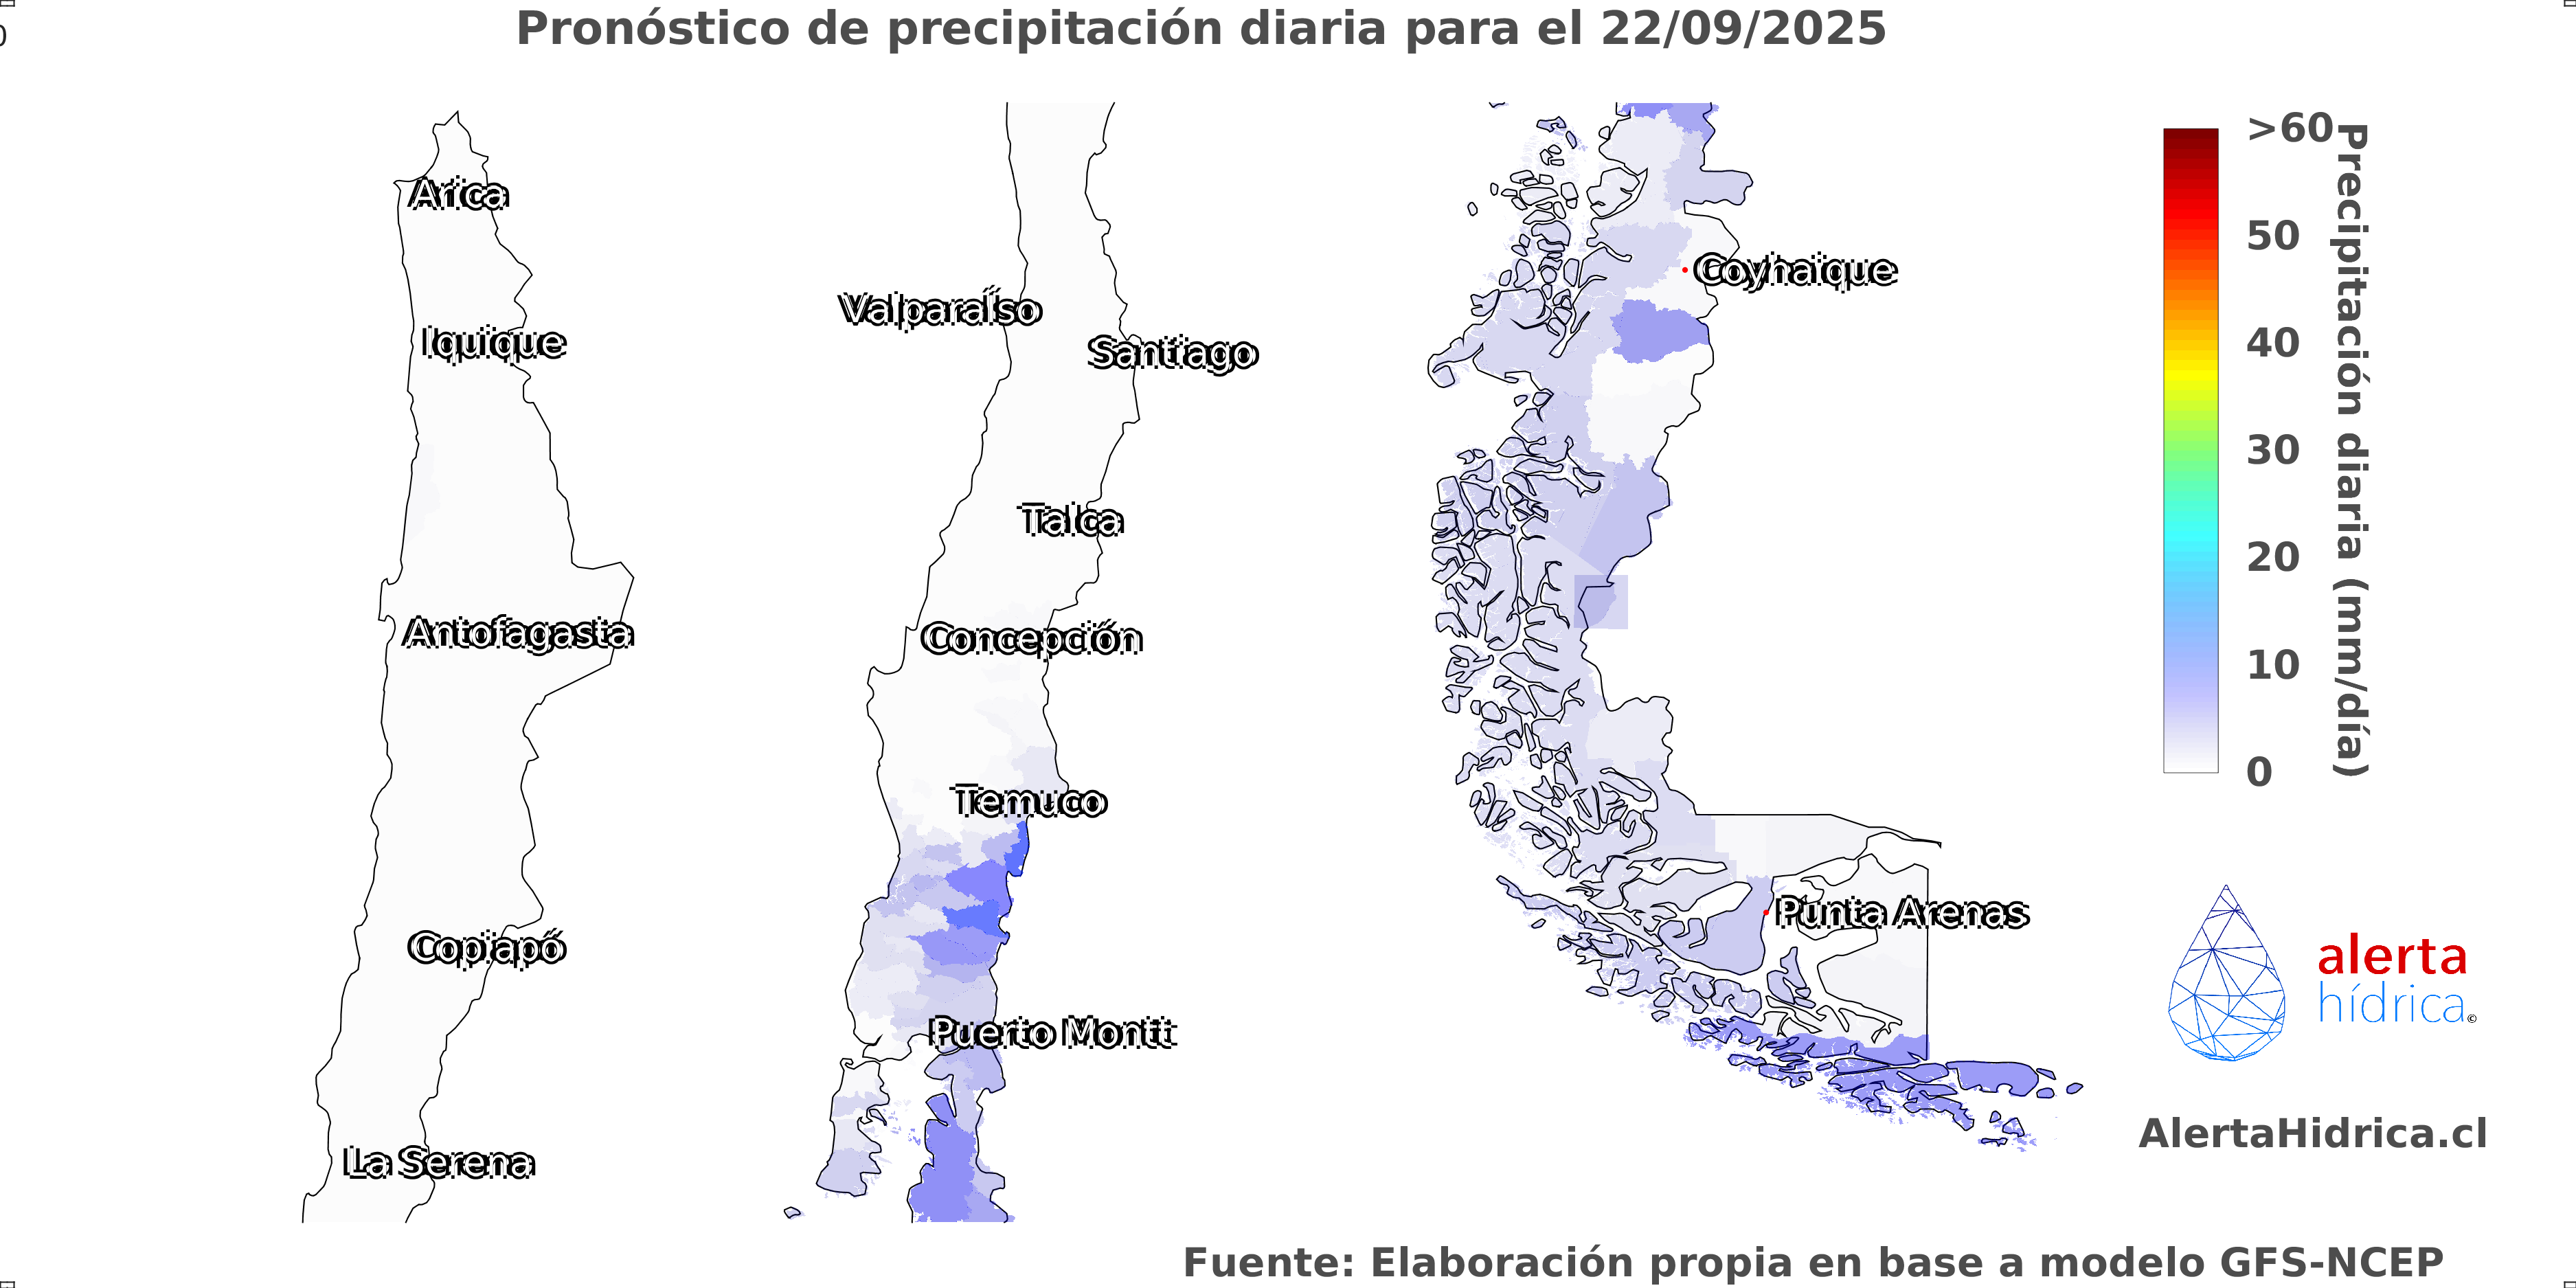 Pronóstico de precipitación diaria para el 22/09/2025
0
Arica
Iquique
Antofagasta
Copiapó
La Serena
Valparaíso
Santiago
Talca
Concepción
Temuco
Puerto Montt
Coyhaique
Punta Arenas
>60
50
40
30
20
10
0
Precipitación diaria (mm/día)
alerta
hídrica©
AlertaHidrica.cl
Fuente: Elaboración propia en base a modelo GFS-NCEP